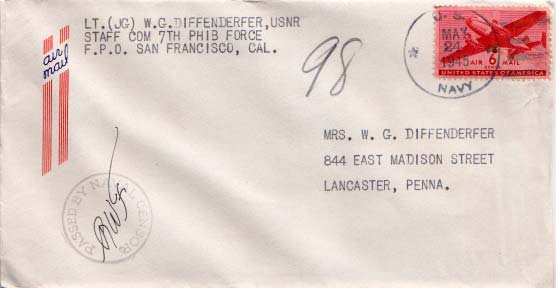 LT.(JG) W.G.DIFFENDERFER,USNR
STAFF COM 7TH PHIB FORCE
F.P.O. SAN FRANCISCO, CAL.
air mail
98
U. S.
MAY
24
1945
NAVY
AIR 6 MAIL
CENTS
UNITED STATES OF AMERICA
MRS. W. G. DIFFENDERFER
844 EAST MADISON STREET
LANCASTER, PENNA.
PASSED BY NAVAL CENSOR